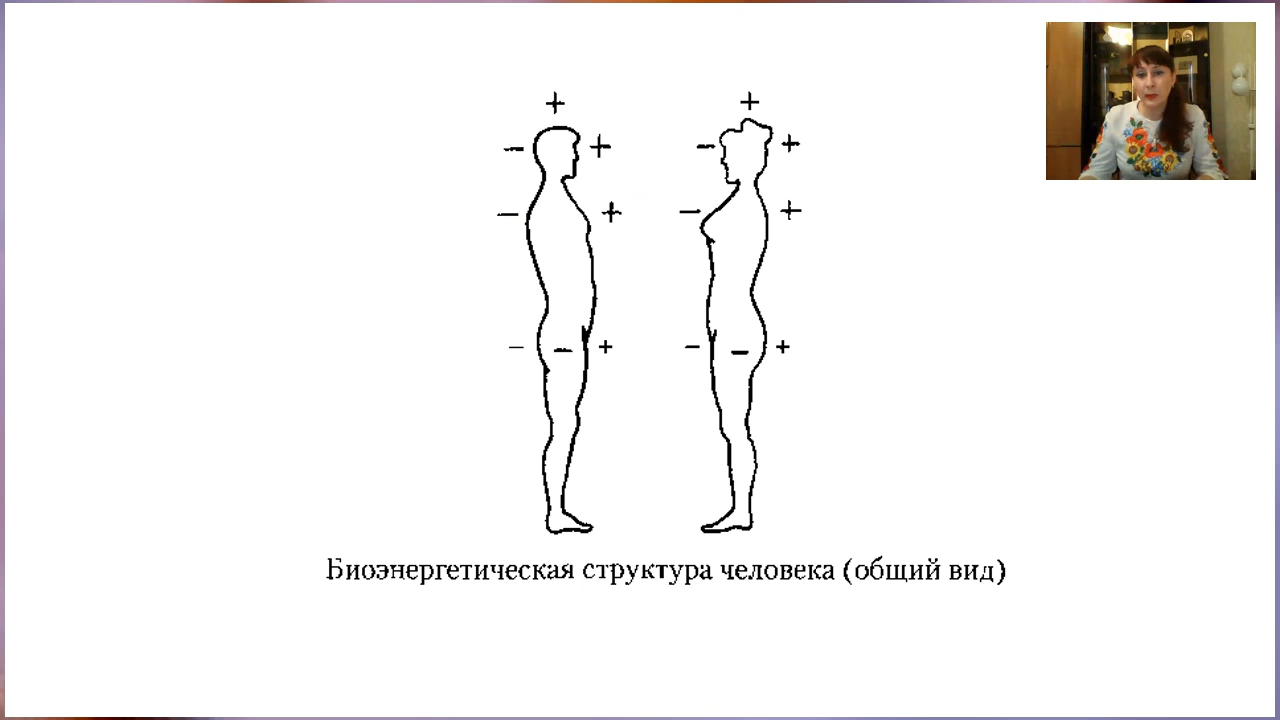 + +
− + − +
− + − +
− − + − − +
Биоэнергетическая структура человека (общий вид)